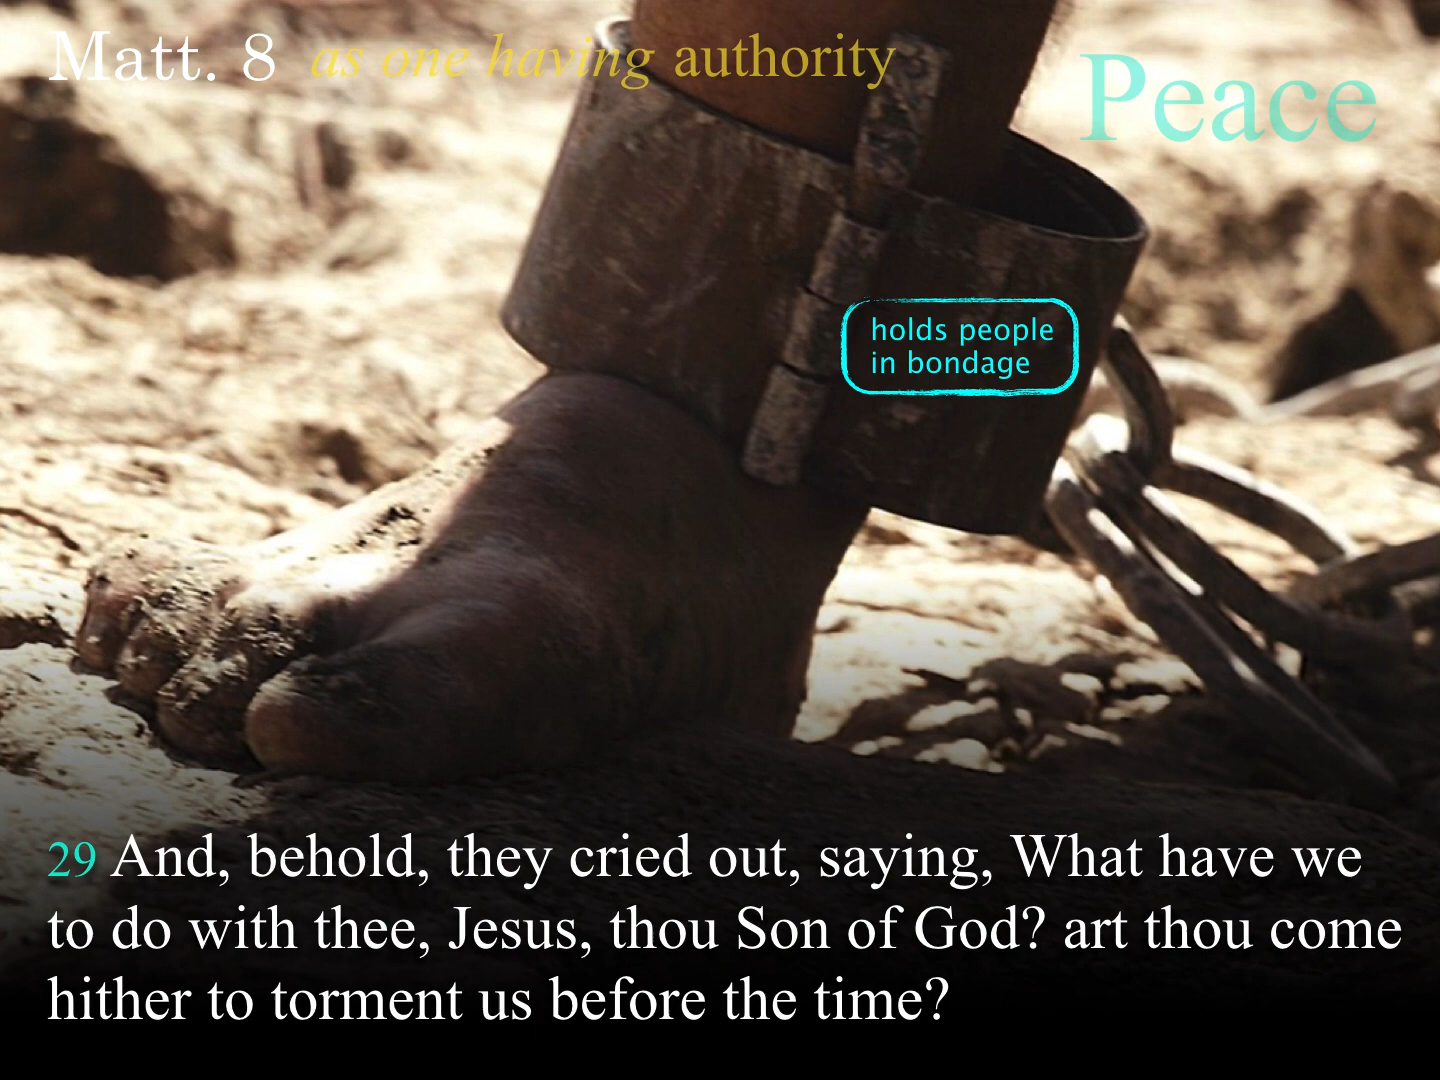 Matt. 8 as one having authority
Peace
holds people
in bondage
29 And, behold, they cried out, saying, What have we
to do with thee, Jesus, thou Son of God? art thou come
hither to torment us before the time?